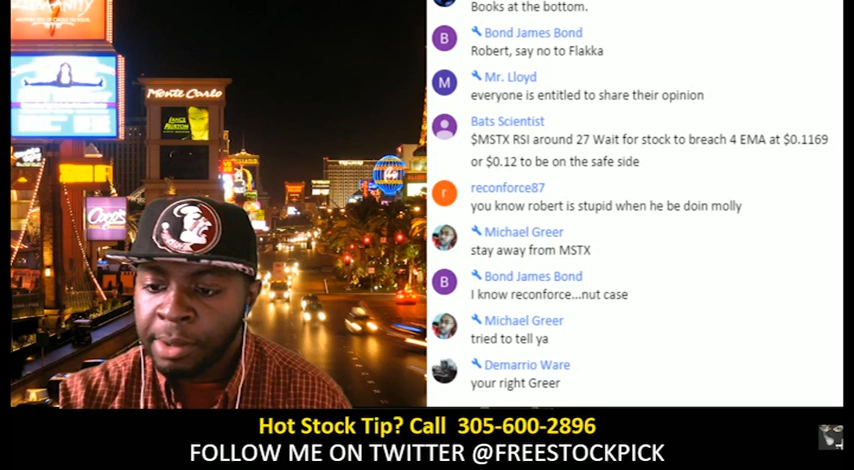 Monte Carlo
Books at the bottom.
Bond James Bond
Robert, say no to Flakka
Mr. Lloyd
everyone is entitled to share their opinion
Bats Scientist
$MSTX RSI around 27 Wait for stock to breach 4 EMA at $0.1169
or $0.12 to be on the safe side
reconforce87
you know robert is stupid when he be doin molly
Michael Greer
stay away from MSTX
Bond James Bond
I know reconforce...nut case
Michael Greer
tried to tell ya
Demarrio Ware
your right Greer
B
M
r
B
Hot Stock Tip? Call 305-600-2896
FOLLOW ME ON TWITTER @FREESTOCKPICK